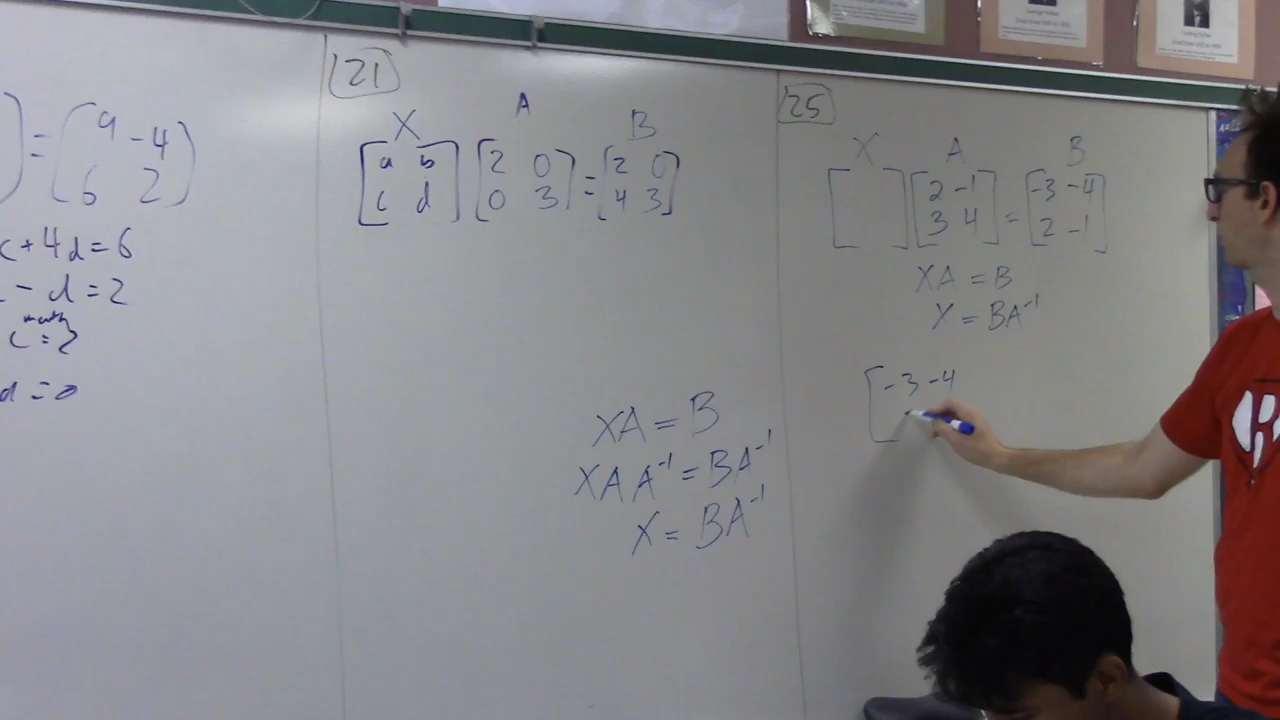 = ( 9 -4
6 2 )
c + 4d = 6
- d = 2
math
c = 2
d = 0
21
X A B
[ a b ] [ 2 0 ] = [ 2 0 ]
[ c d ] [ 0 3 ] [ 4 3 ]
XA = B
XAA⁻¹ = BA⁻¹
X = BA⁻¹
25
X A B
[ ] [ 2 -1 ] = [ -3 -4 ]
[ 3 4 ] [ 2 -1 ]
XA = B
X = BA⁻¹
[ -3 -4